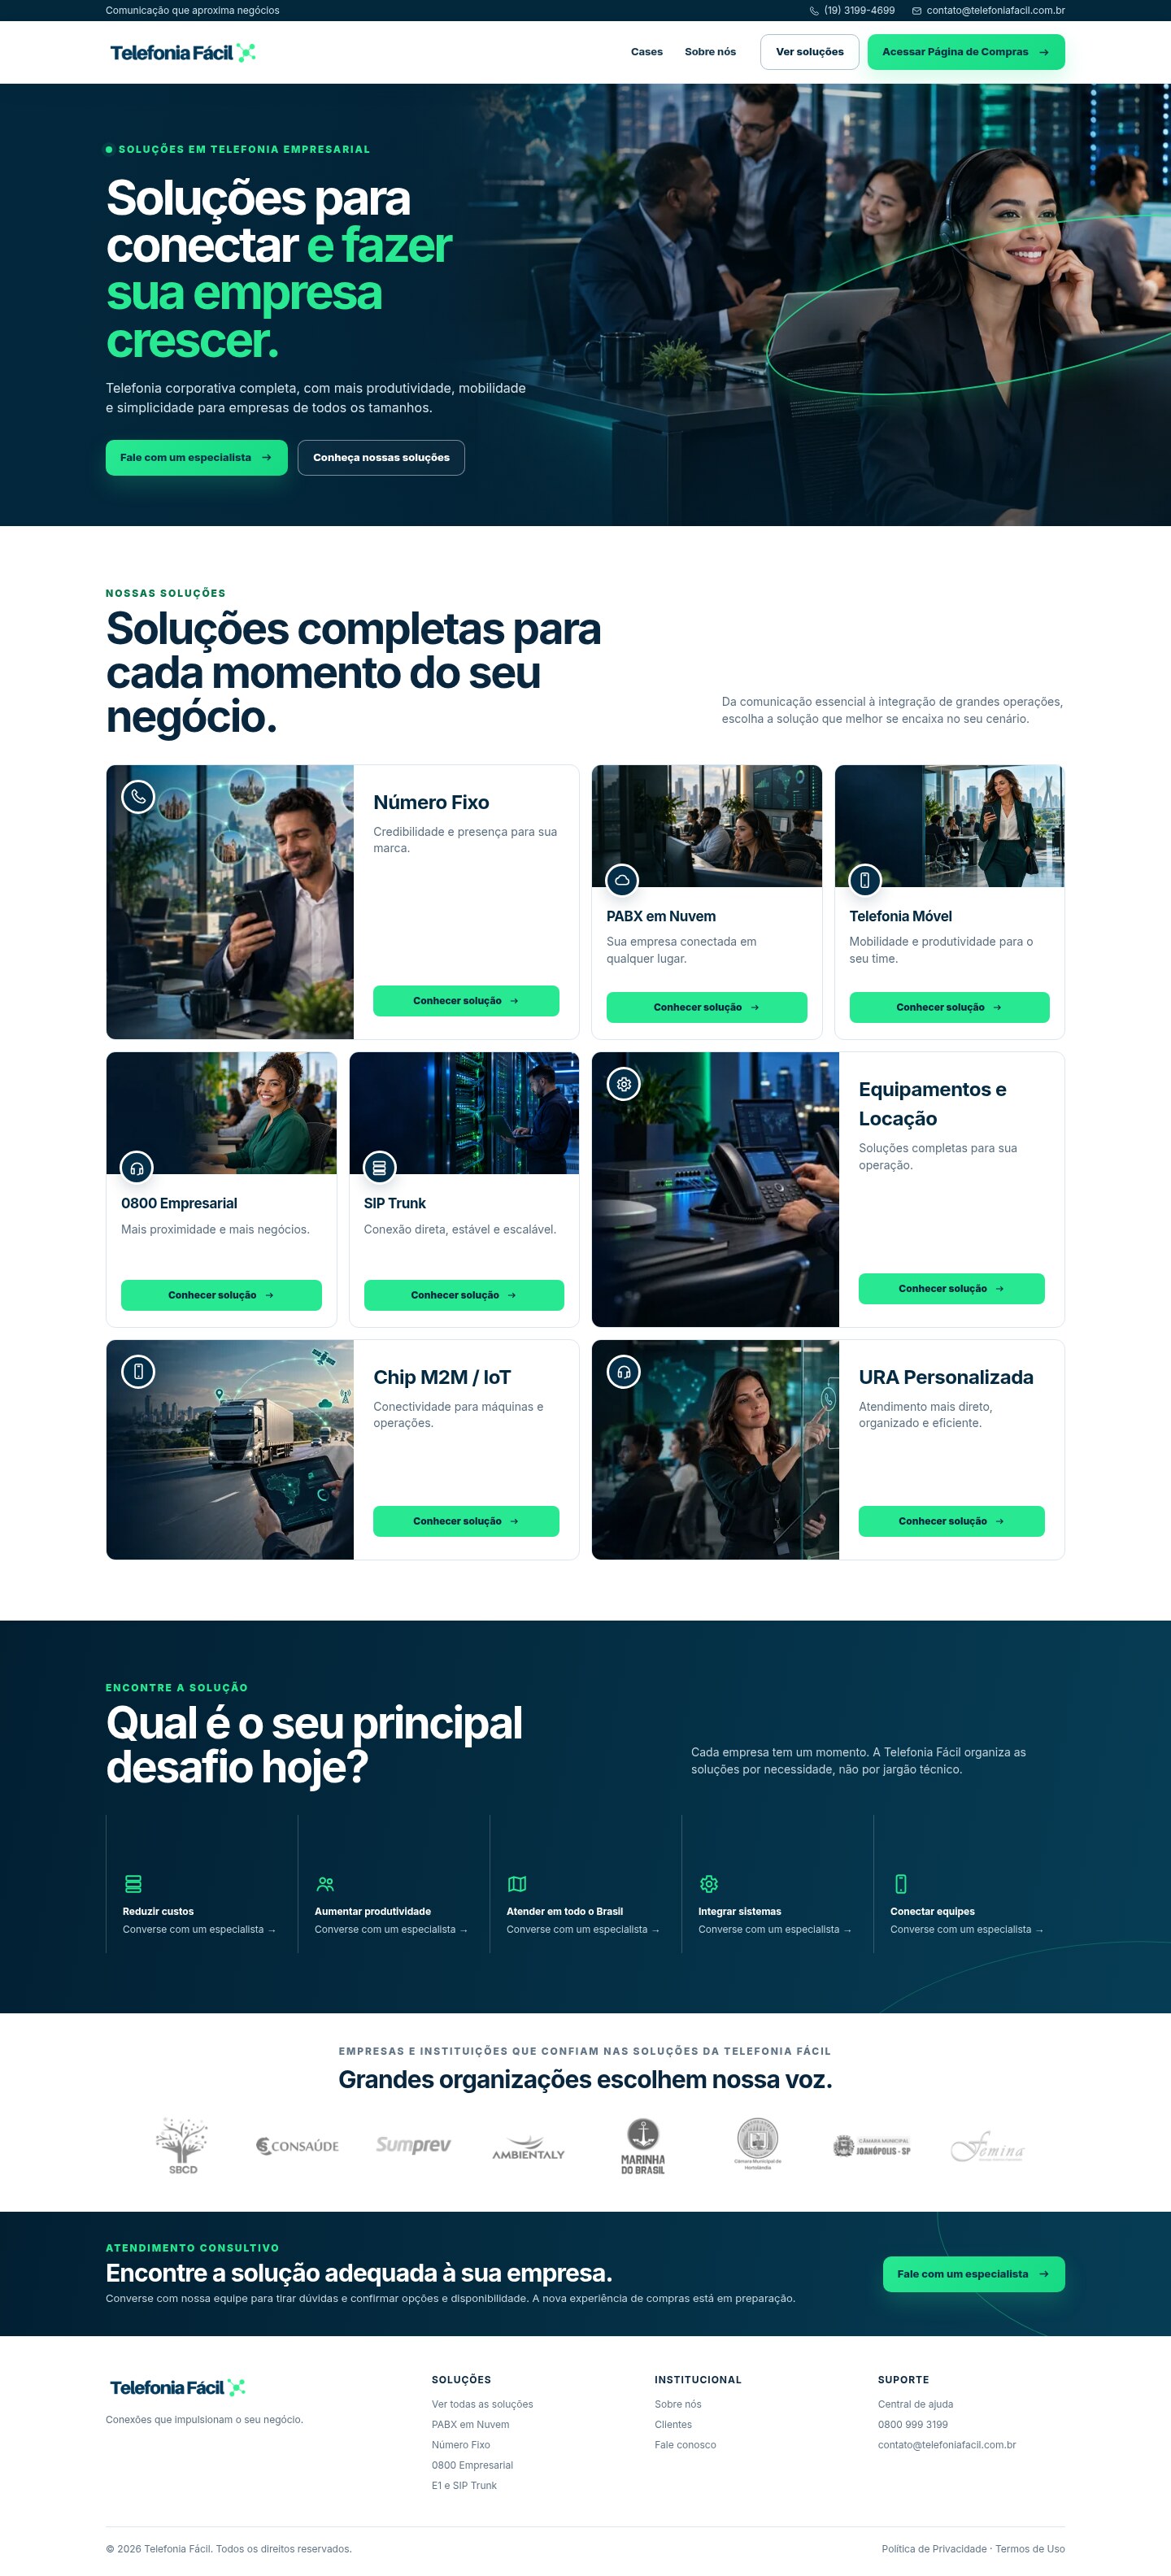 Comunicação que aproxima negócios
(19) 3199-4699
contato@telefoniafacil.com.br
Telefonia Fácil
Cases
Sobre nós
Ver soluções
Acessar Página de Compras →
SOLUÇÕES EM TELEFONIA EMPRESARIAL
Soluções para
conectar e fazer
sua empresa
crescer.
Telefonia corporativa completa, com mais produtividade, mobilidade
e simplicidade para empresas de todos os tamanhos.
Fale com um especialista →
Conheça nossas soluções
NOSSAS SOLUÇÕES
Soluções completas para
cada momento do seu
negócio.
Da comunicação essencial à integração de grandes operações,
escolha a solução que melhor se encaixa no seu cenário.
Número Fixo
Credibilidade e presença para sua
marca.
Conhecer solução →
PABX em Nuvem
Sua empresa conectada em
qualquer lugar.
Conhecer solução →
Telefonia Móvel
Mobilidade e produtividade para o
seu time.
Conhecer solução →
0800 Empresarial
Mais proximidade e mais negócios.
Conhecer solução →
SIP Trunk
Conexão direta, estável e escalável.
Conhecer solução →
Equipamentos e
Locação
Soluções completas para sua
operação.
Conhecer solução →
Chip M2M / IoT
Conectividade para máquinas e
operações.
Conhecer solução →
URA Personalizada
Atendimento mais direto,
organizado e eficiente.
Conhecer solução →
ENCONTRE A SOLUÇÃO
Qual é o seu principal
desafio hoje?
Cada empresa tem um momento. A Telefonia Fácil organiza as
soluções por necessidade, não por jargão técnico.
Reduzir custos
Converse com um especialista →
Aumentar produtividade
Converse com um especialista →
Atender em todo o Brasil
Converse com um especialista →
Integrar sistemas
Converse com um especialista →
Conectar equipes
Converse com um especialista →
EMPRESAS E INSTITUIÇÕES QUE CONFIAM NAS SOLUÇÕES DA TELEFONIA FÁCIL
Grandes organizações escolhem nossa voz.
SBCD
CONSAÚDE
Sumprev
AMBIENTALY
MARINHA
DO BRASIL
Câmara Municipal de
Hortolândia
CÂMARA MUNICIPAL
JOANÓPOLIS - SP
Femina
ATENDIMENTO CONSULTIVO
Encontre a solução adequada à sua empresa.
Converse com nossa equipe para tirar dúvidas e confirmar opções e disponibilidade. A nova experiência de compras está em preparação.
Fale com um especialista →
Telefonia Fácil
Conexões que impulsionam o seu negócio.
SOLUÇÕES
Ver todas as soluções
PABX em Nuvem
Número Fixo
0800 Empresarial
E1 e SIP Trunk
INSTITUCIONAL
Sobre nós
Clientes
Fale conosco
SUPORTE
Central de ajuda
0800 999 3199
contato@telefoniafacil.com.br
© 2026 Telefonia Fácil. Todos os direitos reservados.
Política de Privacidade · Termos de Uso